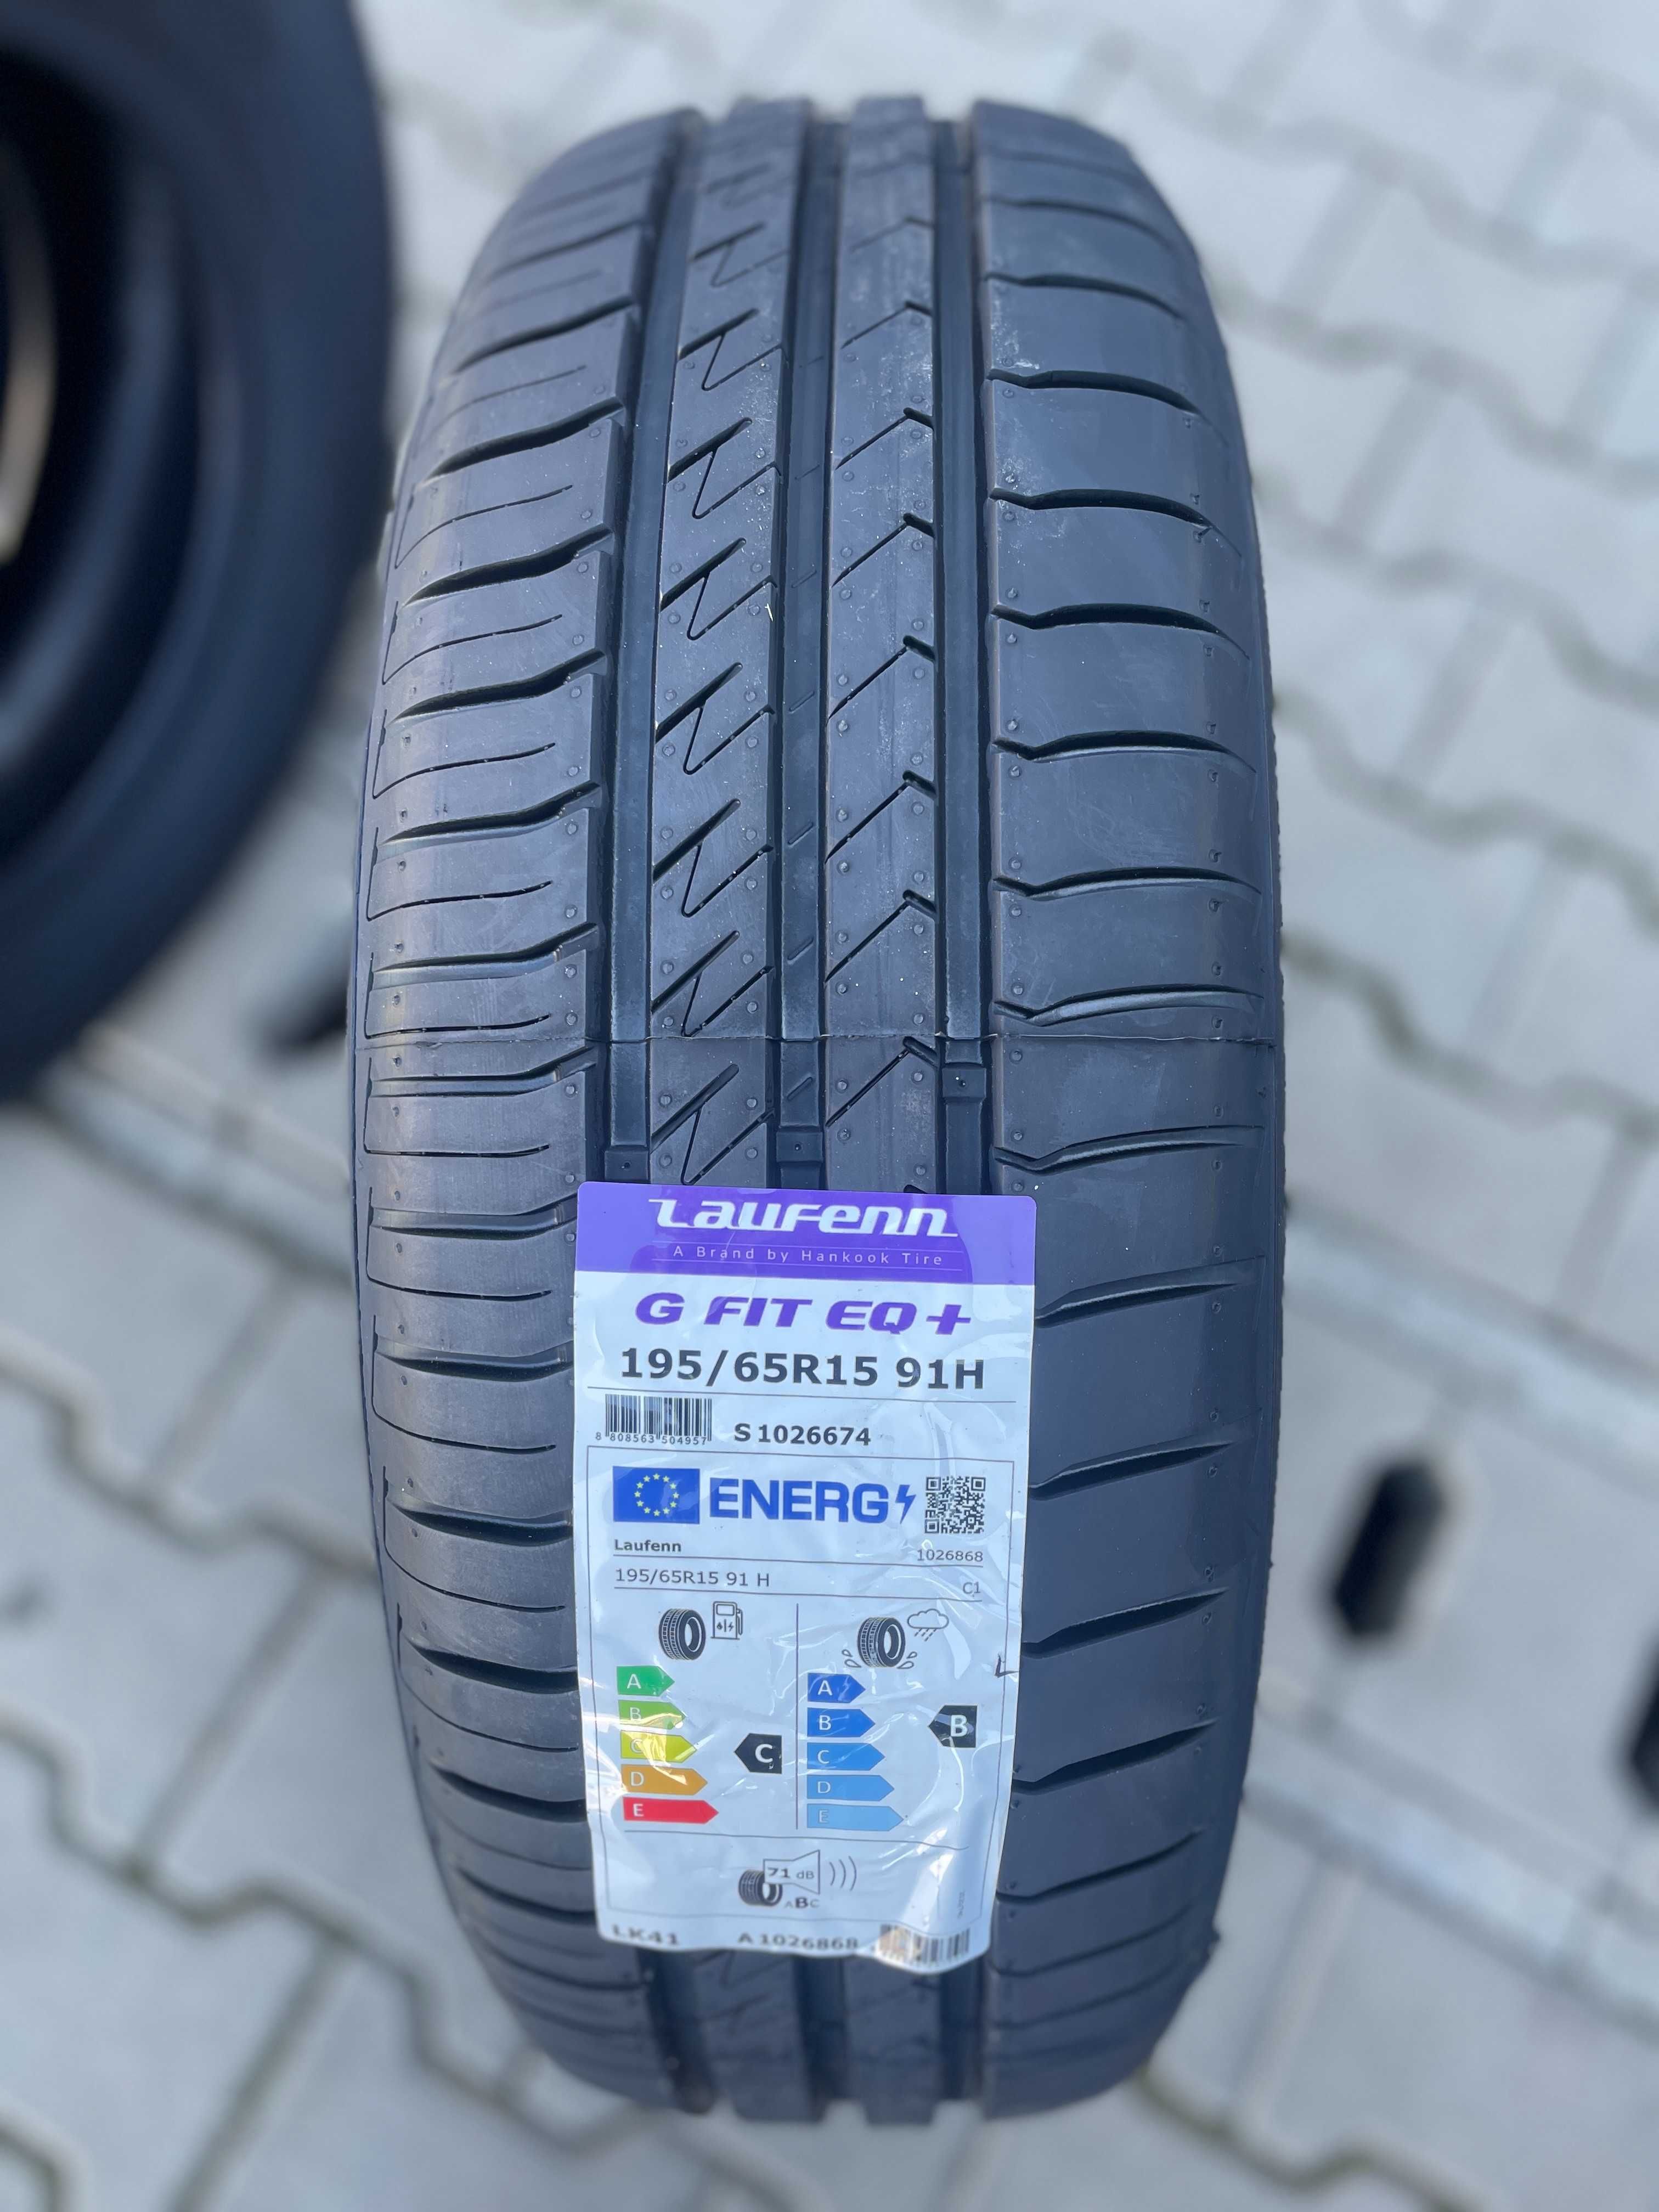 Laufenn
A Brand by Hankook Tire
G FIT EQ+
195/65R15 91H
8 808563 504957
S 1026674
ENERG
Laufenn
1026868
195/65R15 91 H
C1
A
B
C
D
E
C
A
B
C
D
E
B
71 dB
ABC
LK41
A 1026868